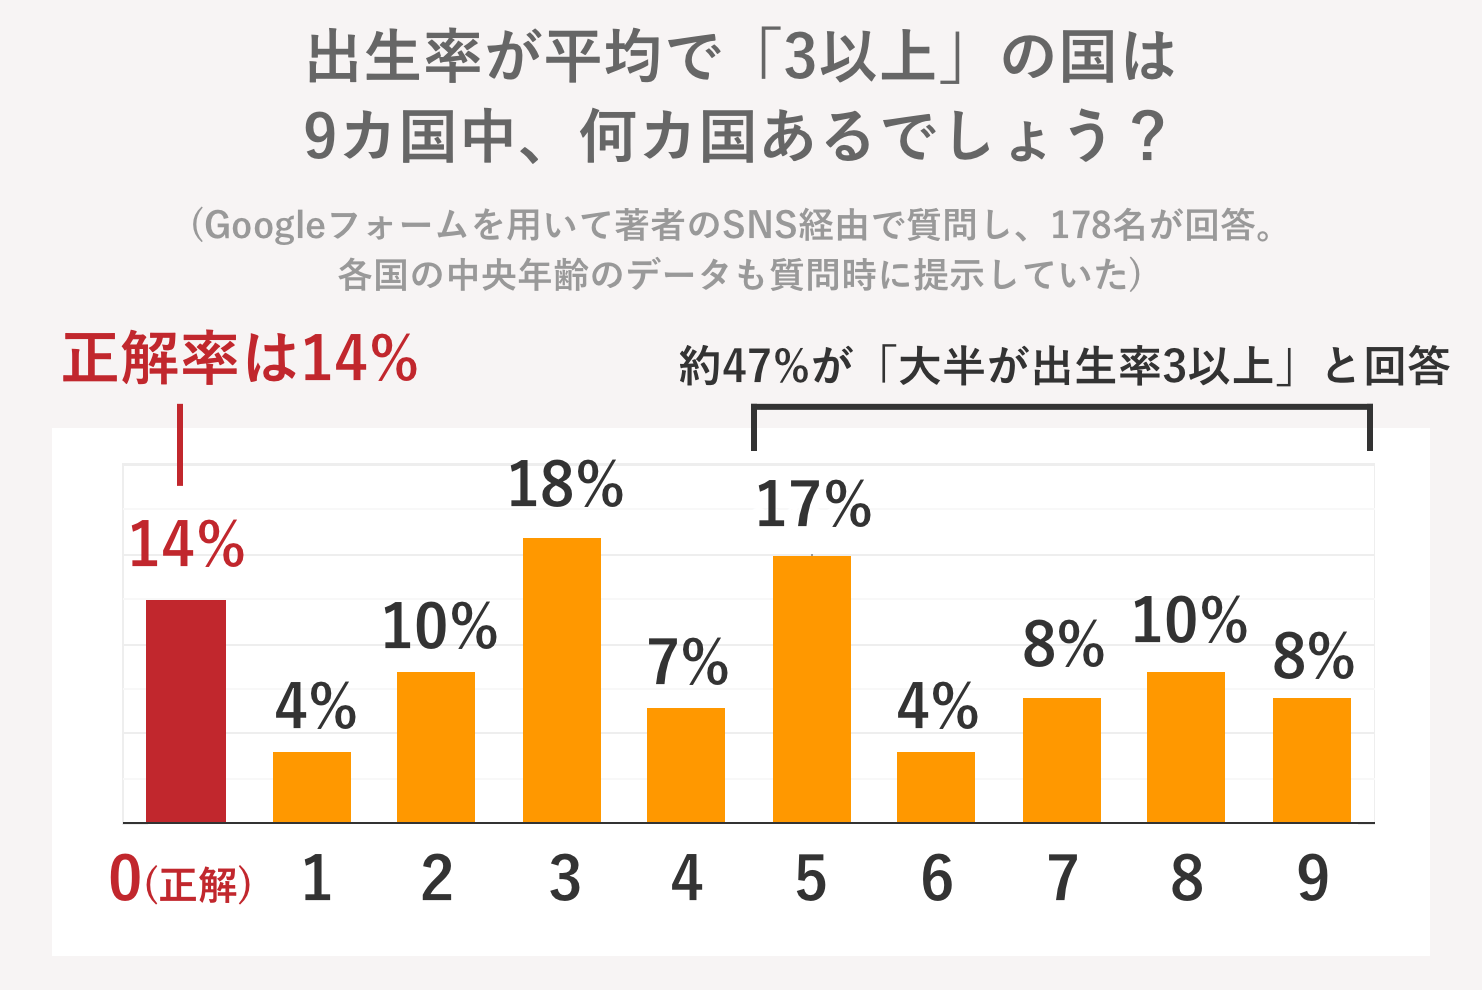 出生率が平均で「3以上」の国は
9カ国中、何カ国あるでしょう？
(Googleフォームを用いて著者のSNS経由で質問し、178名が回答。
各国の中央年齢のデータも質問時に提示していた)
正解率は14%
約47%が「大半が出生率3以上」と回答
14%
4%
10%
18%
7%
17%
4%
8%
10%
8%
0(正解) 1 2 3 4 5 6 7 8 9